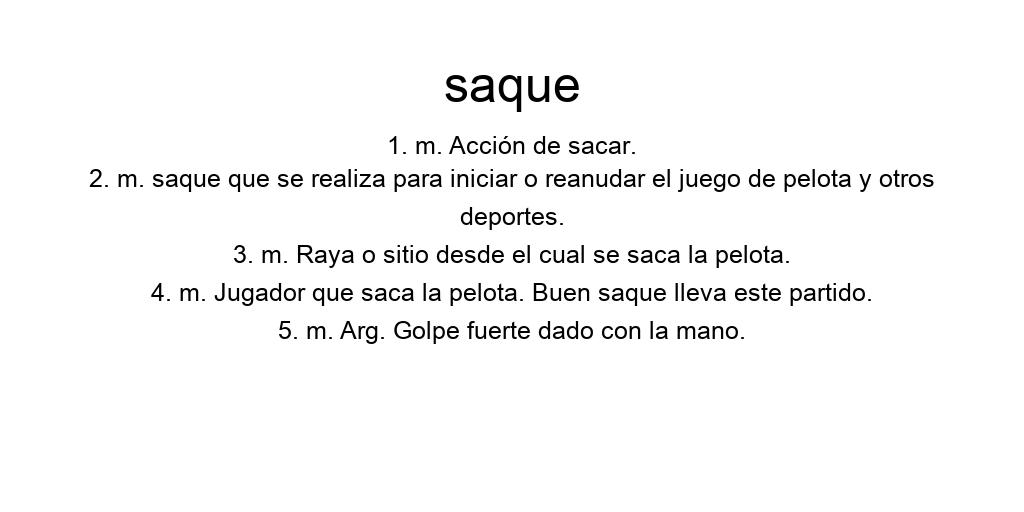 saque
1. m. Acción de sacar.
2. m. saque que se realiza para iniciar o reanudar el juego de pelota y otros
deportes.
3. m. Raya o sitio desde el cual se saca la pelota.
4. m. Jugador que saca la pelota. Buen saque lleva este partido.
5. m. Arg. Golpe fuerte dado con la mano.